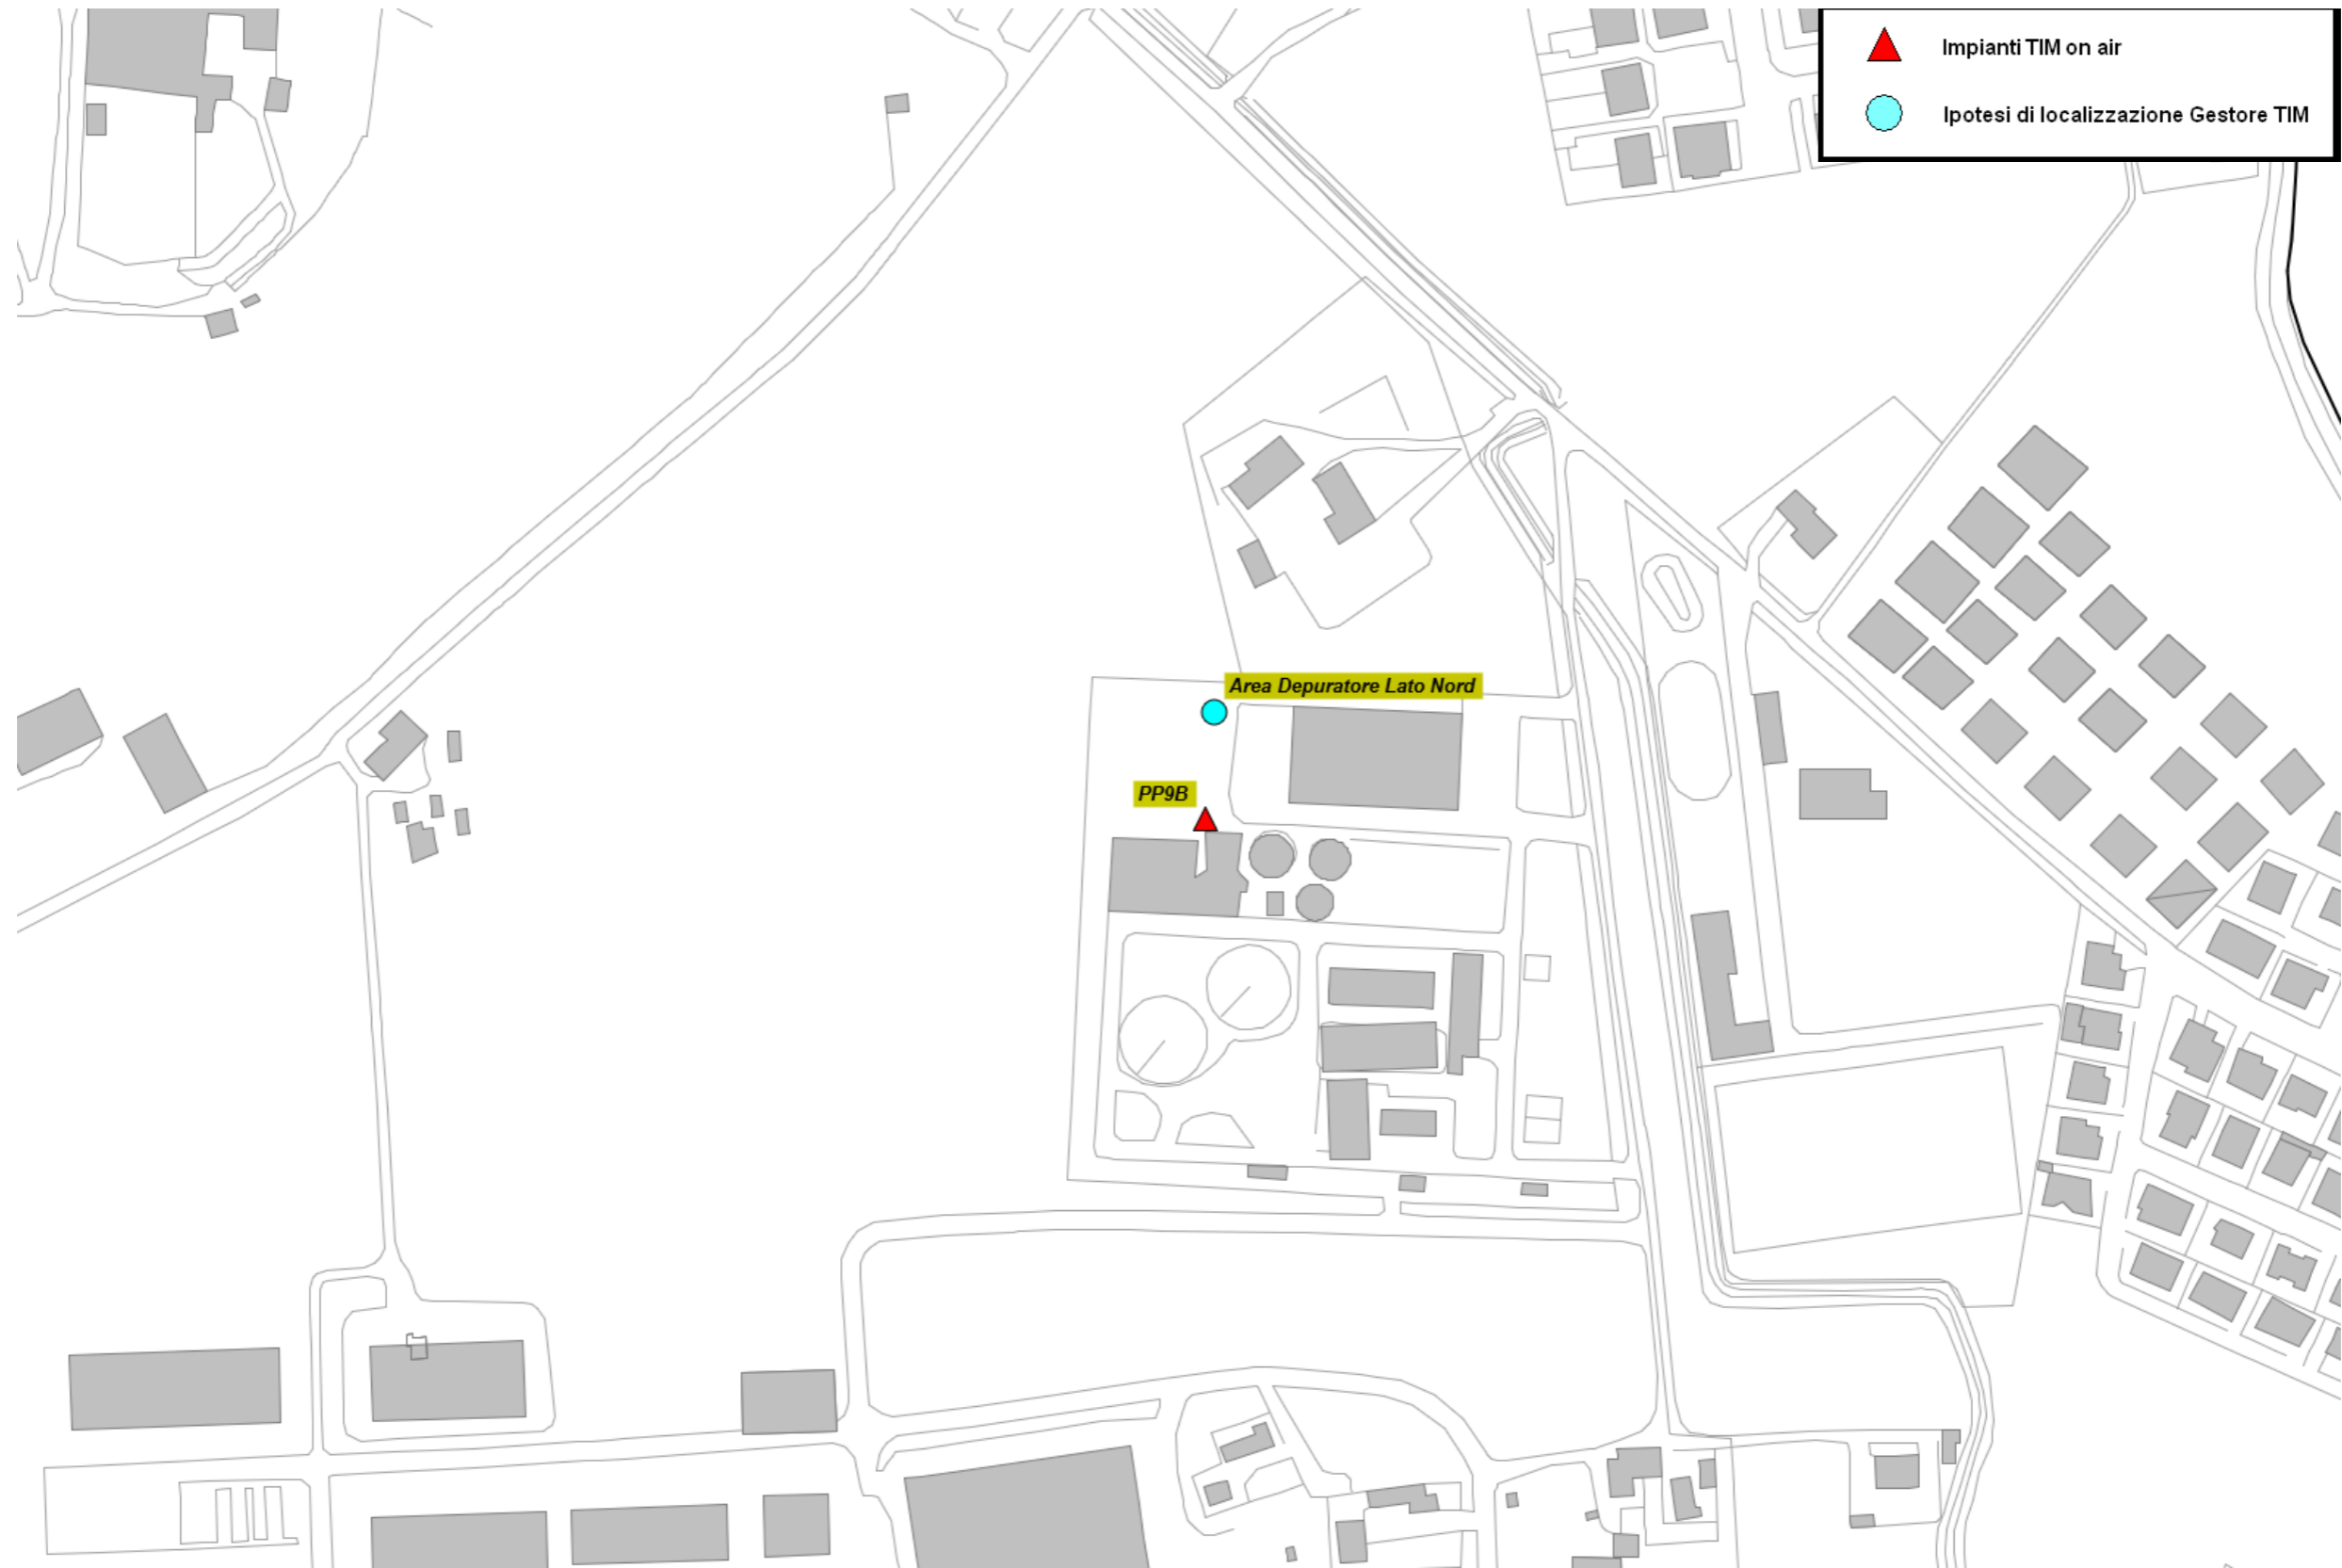 Impianti TIM on air
Ipotesi di localizzazione Gestore TIM
Area Depuratore Lato Nord
PP9B